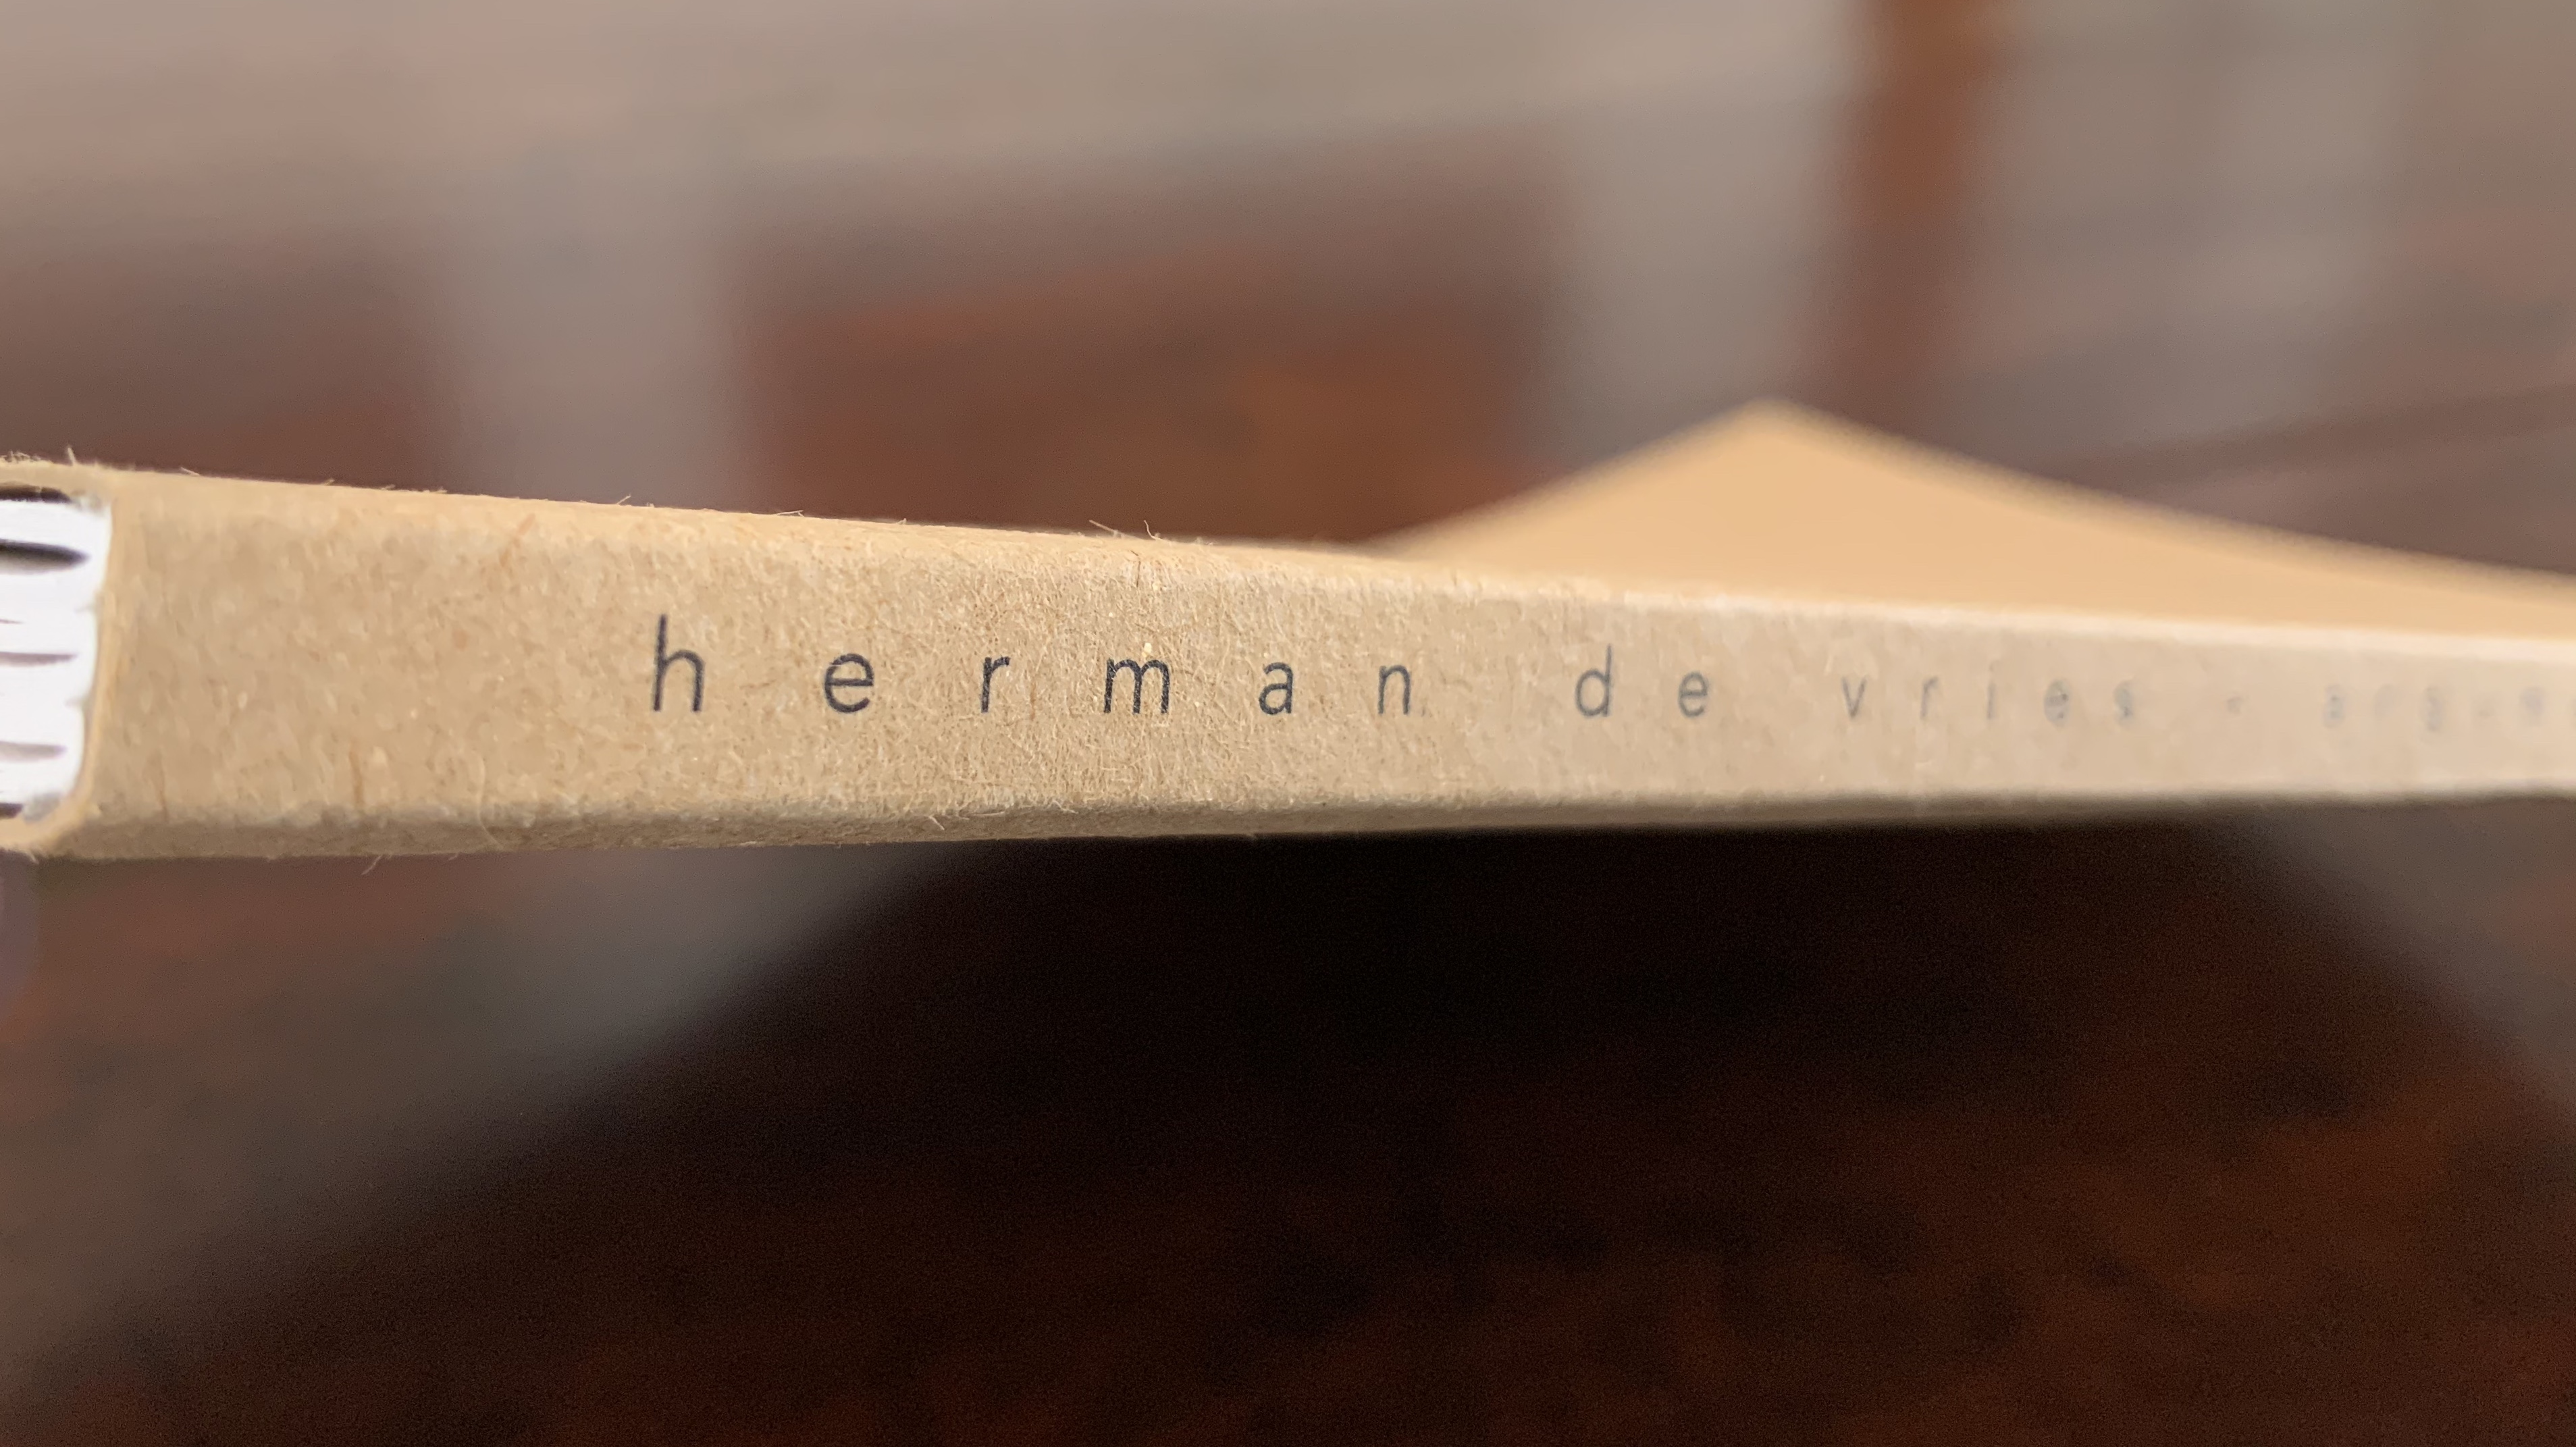 herman de vries -